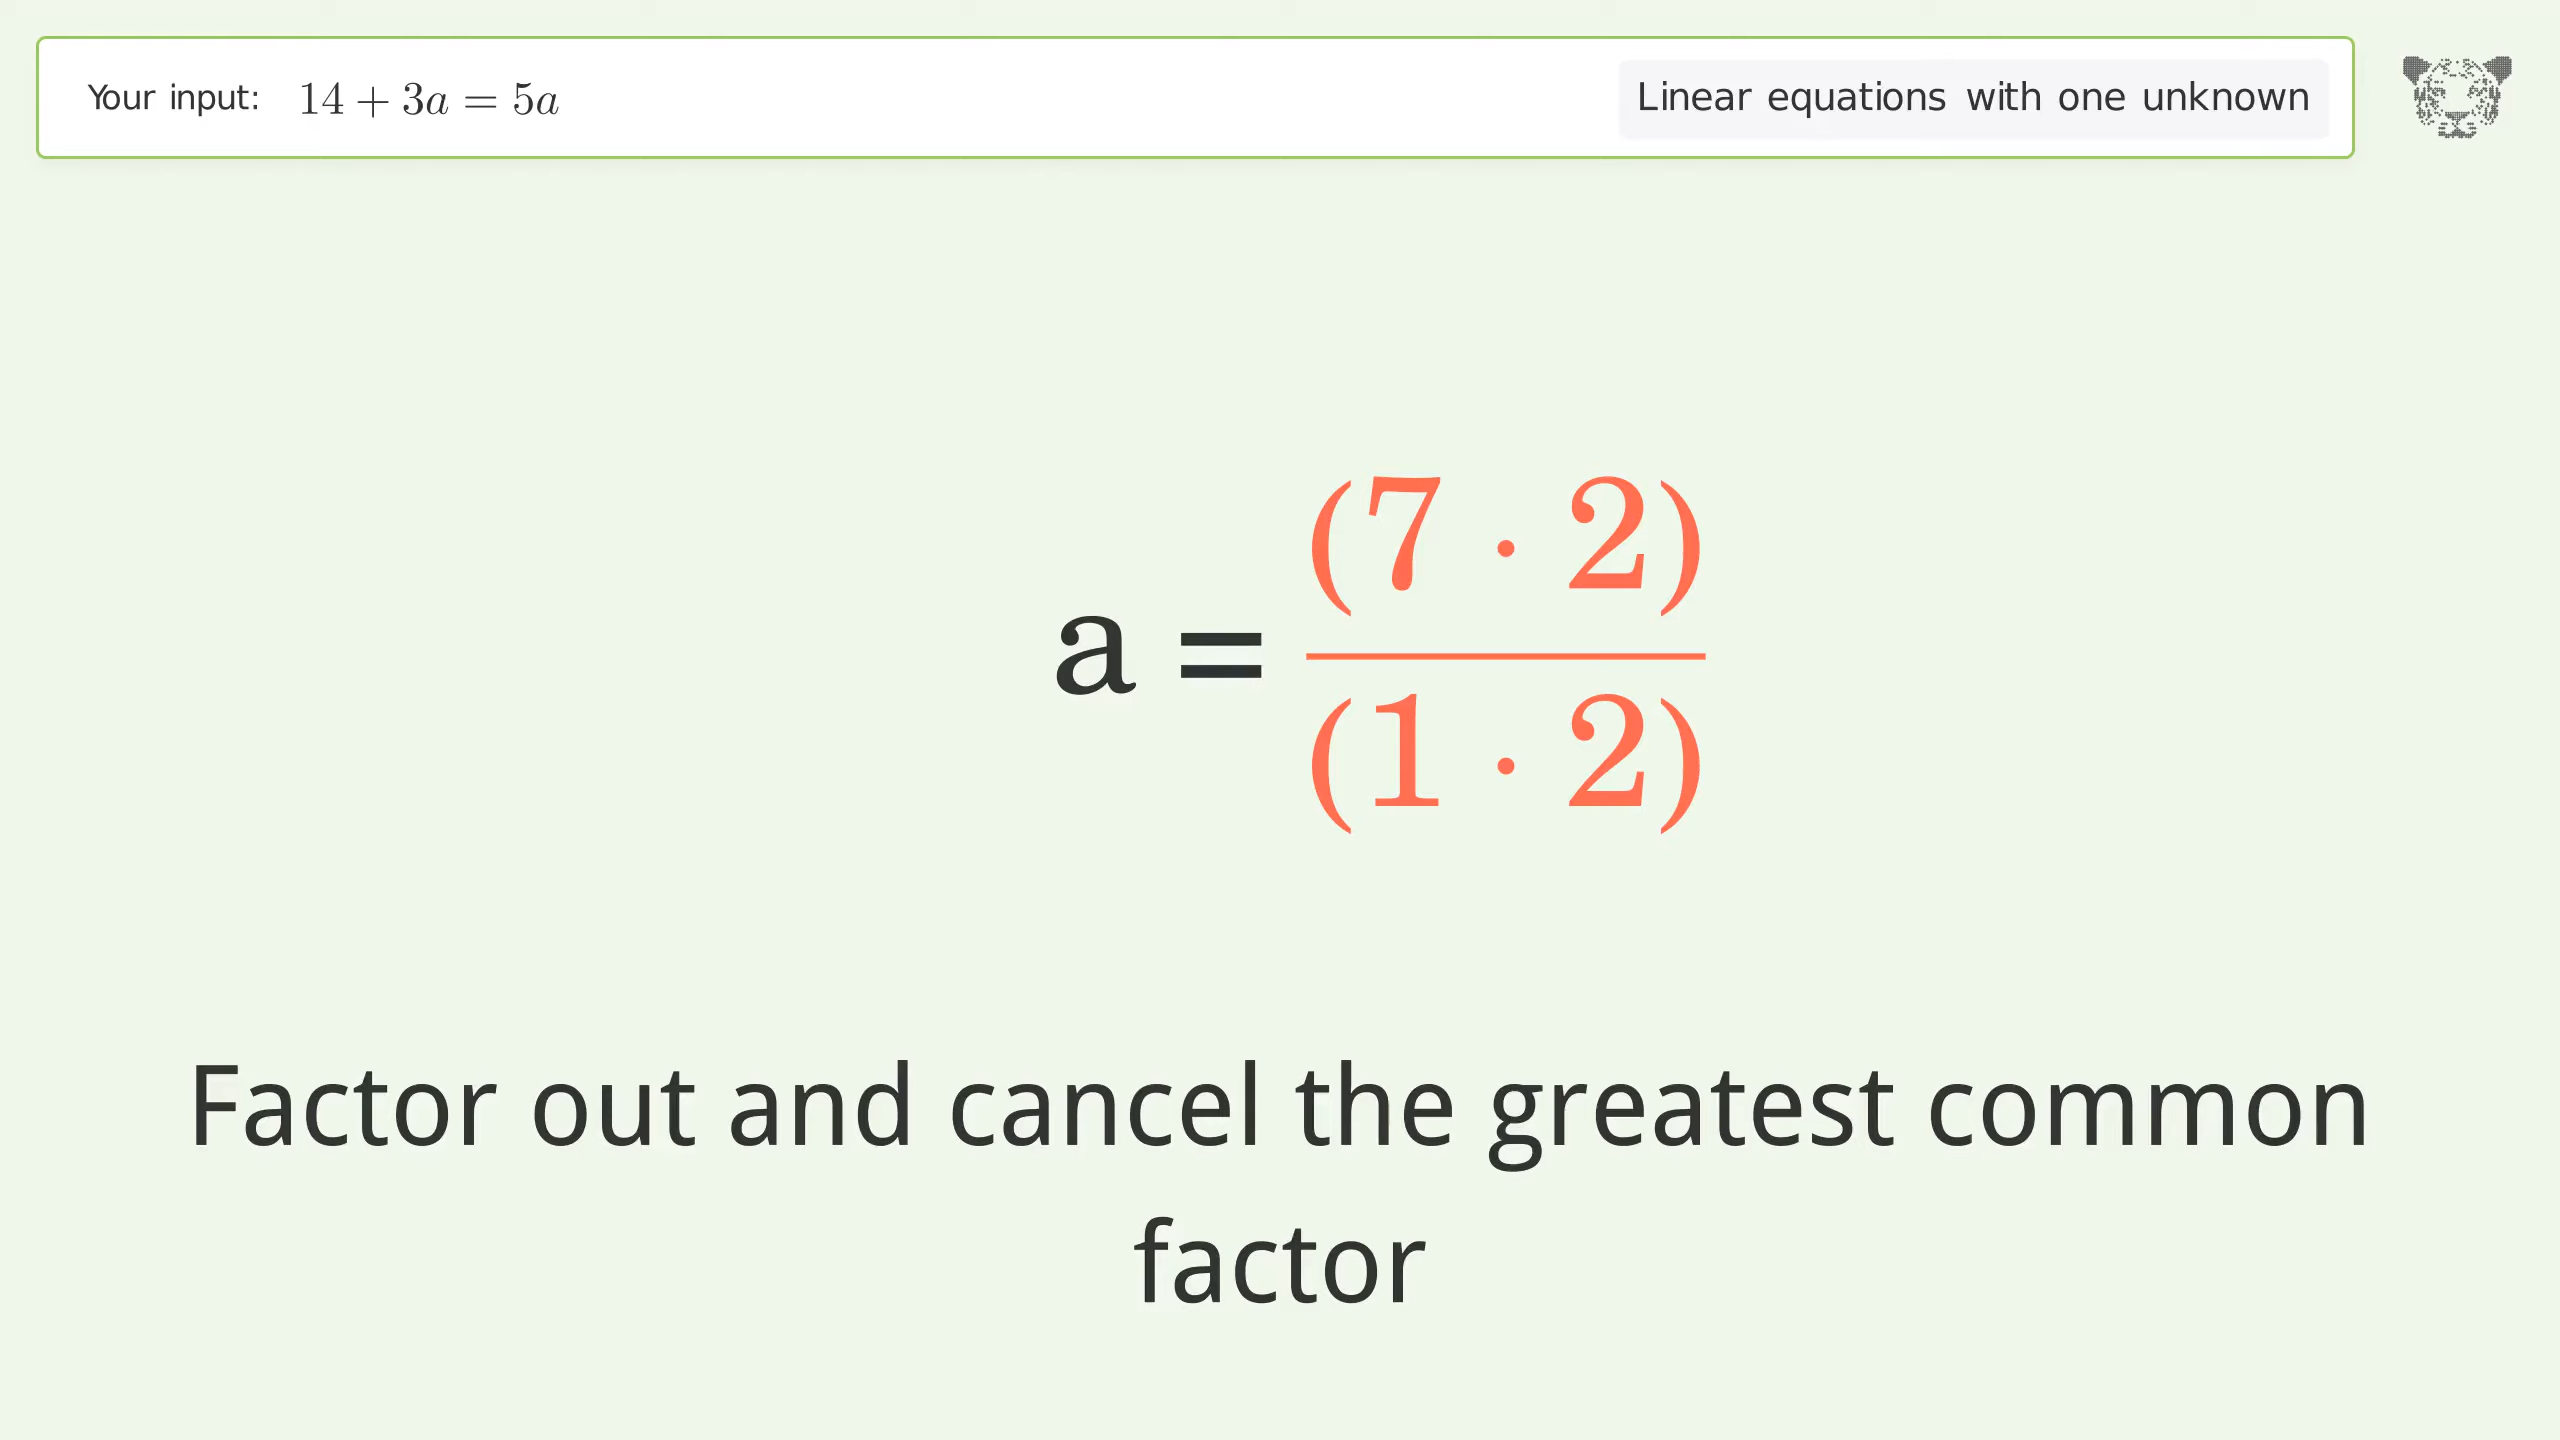 Your input: 14 + 3a = 5a
Linear equations with one unknown
a = (7 · 2) / (1 · 2)
Factor out and cancel the greatest common
factor